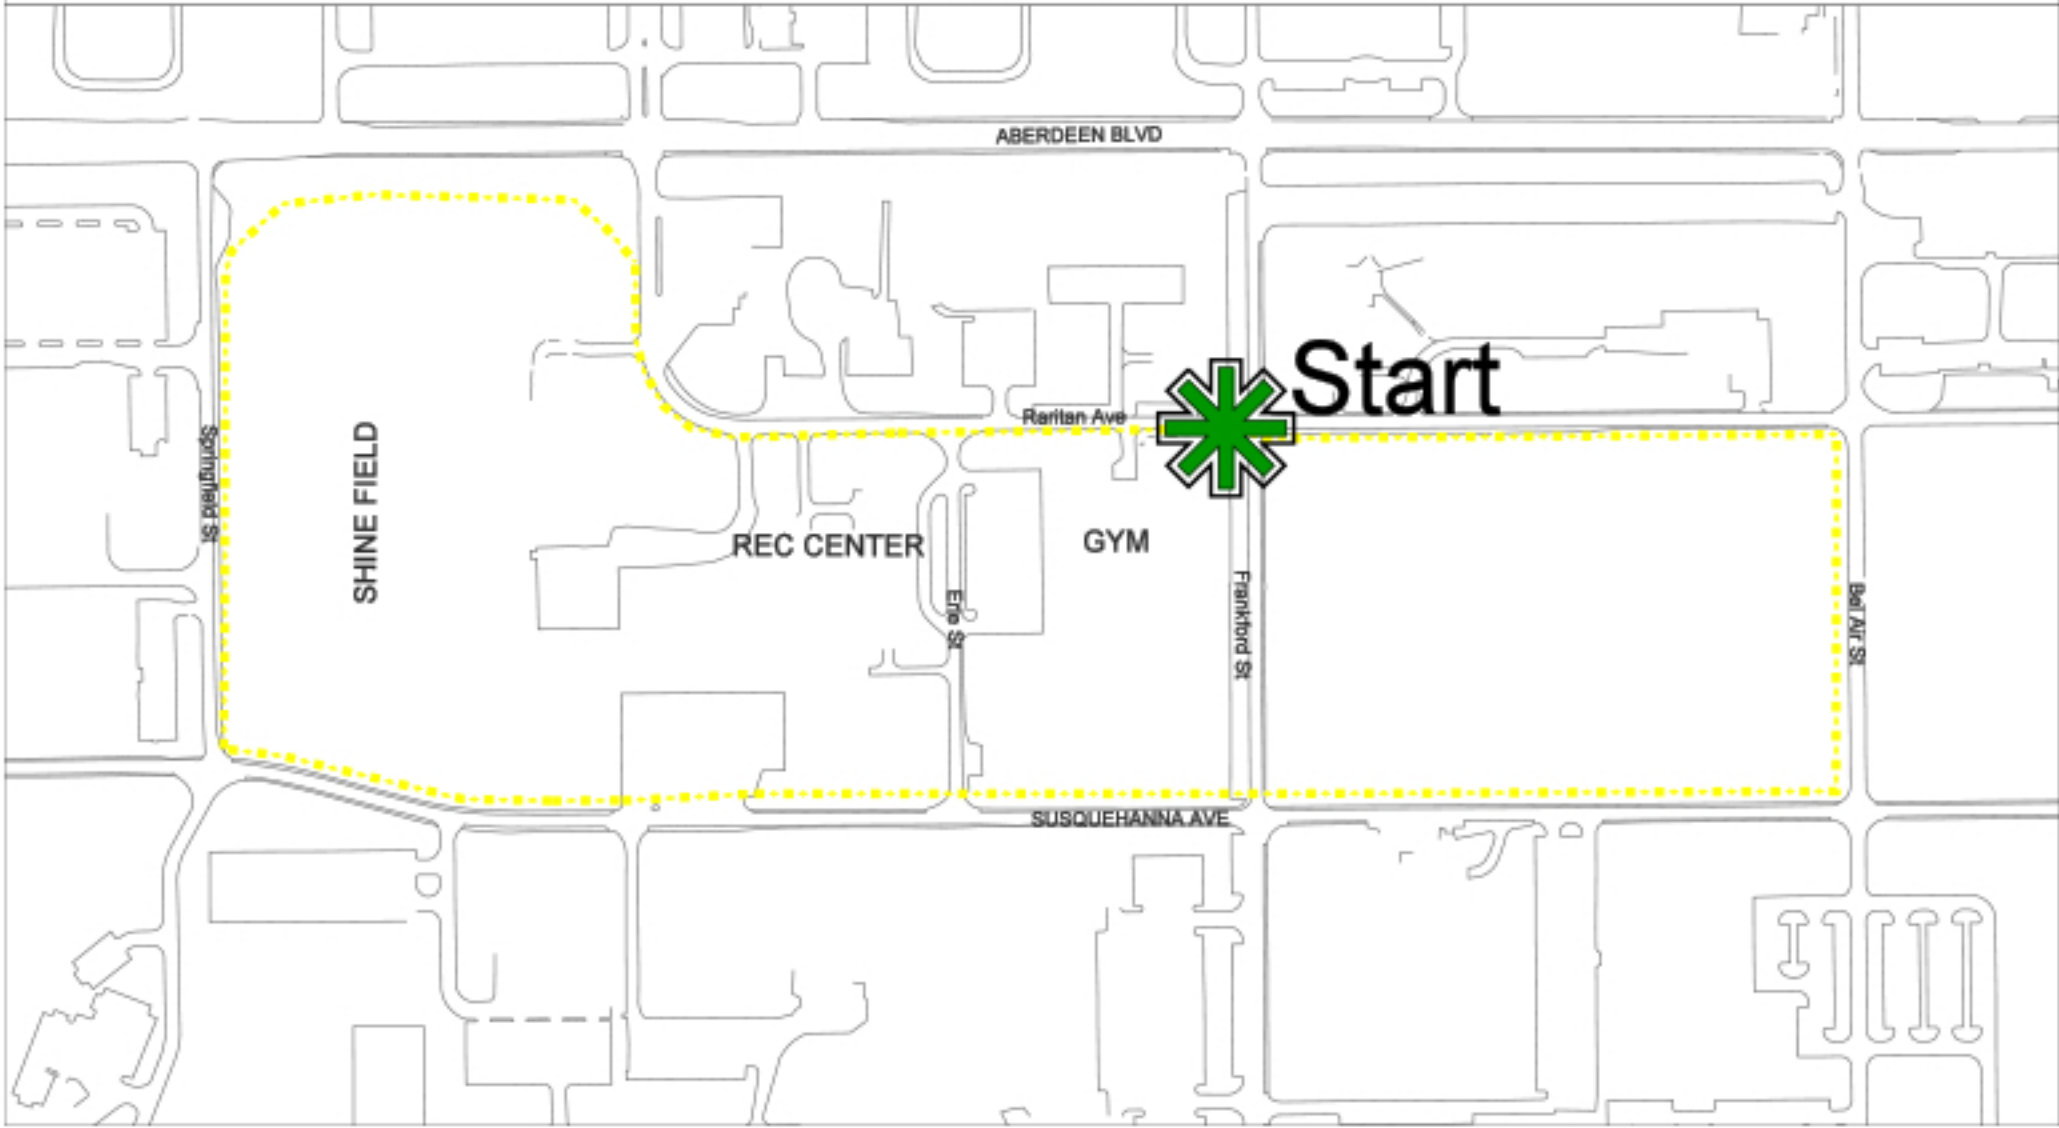 ABERDEEN BLVD
Start
Raritan Ave
Springfield St
SHINE FIELD
REC CENTER
GYM
Erie St
Frankford St
Bel Air St
SUSQUEHANNA AVE